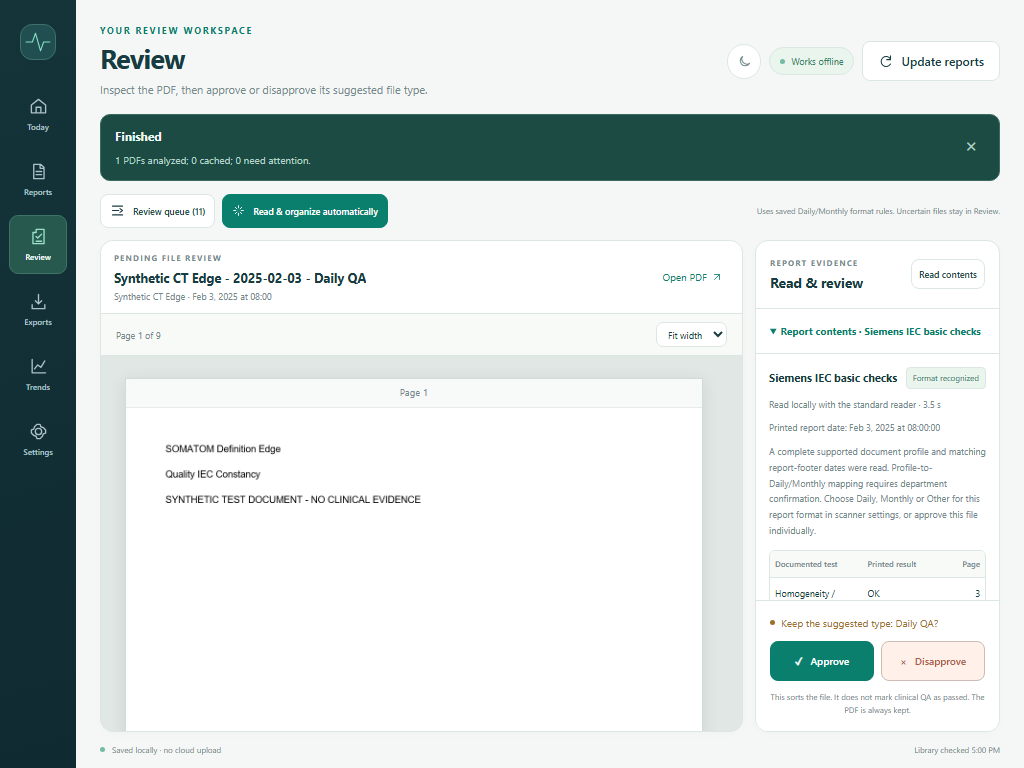 YOUR REVIEW WORKSPACE
Review
Inspect the PDF, then approve or disapprove its suggested file type.
Works offline
Update reports
Today
Reports
Review
Exports
Trends
Settings
Finished
1 PDFs analyzed; 0 cached; 0 need attention.
Review queue (11)
Read & organize automatically
Uses saved Daily/Monthly format rules. Uncertain files stay in Review.
PENDING FILE REVIEW
Synthetic CT Edge - 2025-02-03 - Daily QA
Synthetic CT Edge · Feb 3, 2025 at 08:00
Open PDF
Page 1 of 9
Fit width
Page 1
SOMATOM Definition Edge
Quality IEC Constancy
SYNTHETIC TEST DOCUMENT - NO CLINICAL EVIDENCE
REPORT EVIDENCE
Read & review
Read contents
Report contents · Siemens IEC basic checks
Siemens IEC basic checks
Format recognized
Read locally with the standard reader · 3.5 s
Printed report date: Feb 3, 2025 at 08:00:00
A complete supported document profile and matching
report-footer dates were read. Profile-to-
Daily/Monthly mapping requires department
confirmation. Choose Daily, Monthly or Other for this
report format in scanner settings, or approve this file
individually.
Documented test Printed result Page
Homogeneity / OK 3
Keep the suggested type: Daily QA?
Approve
Disapprove
This sorts the file. It does not mark clinical QA as passed. The
PDF is always kept.
Saved locally · no cloud upload
Library checked 5:00 PM